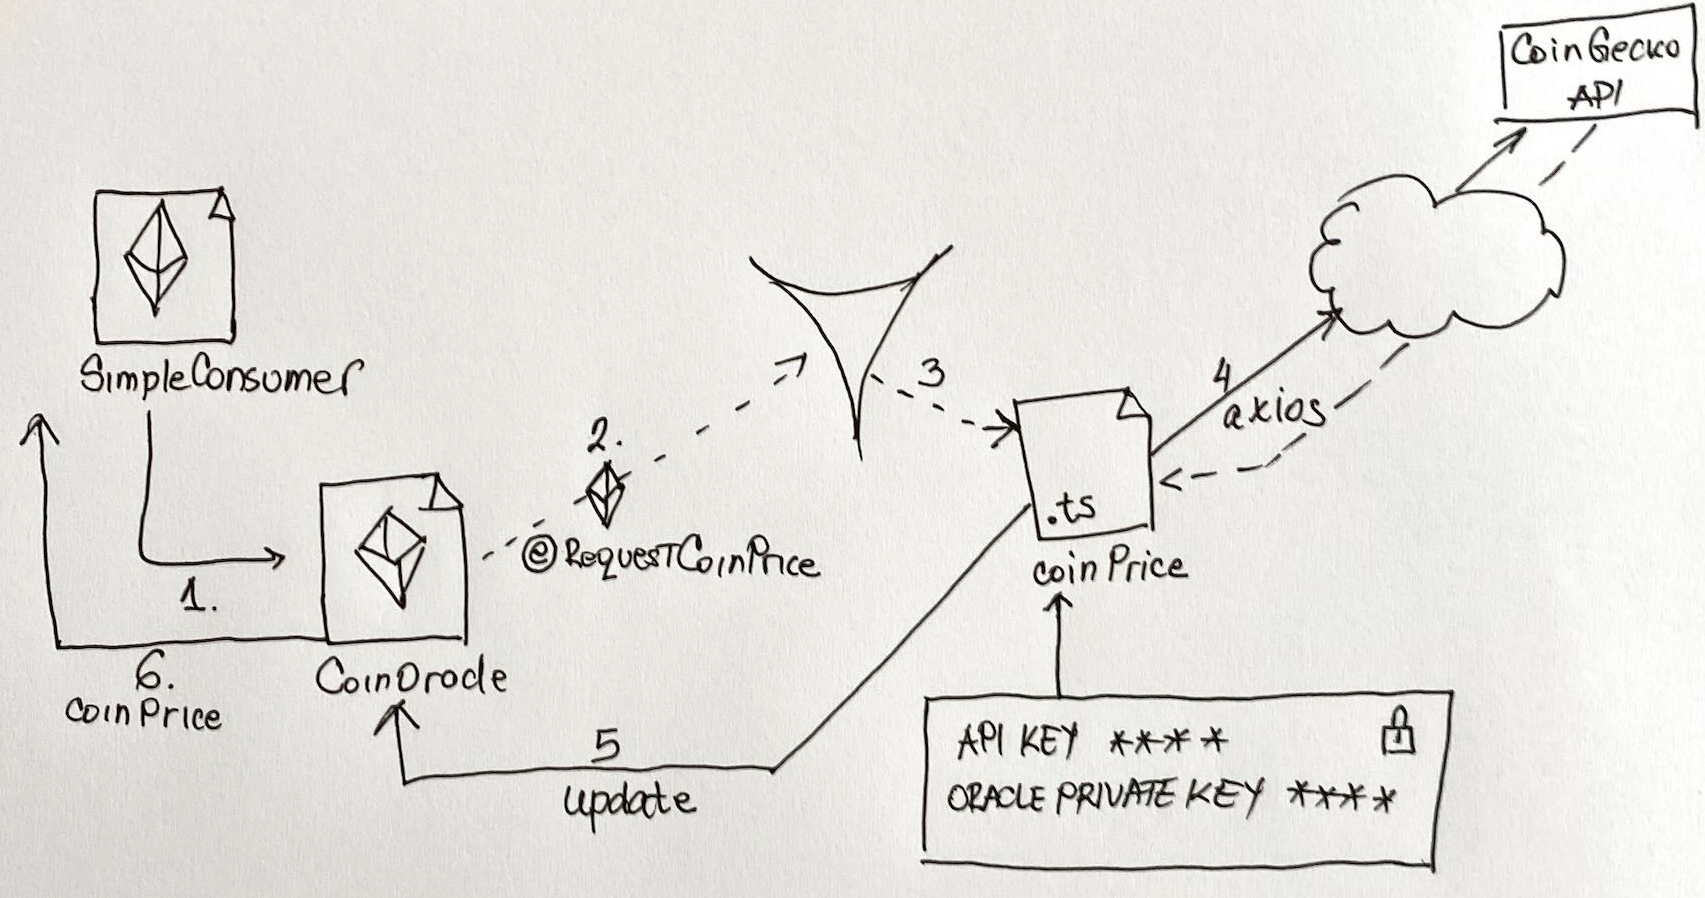 CoinGecko
API
SimpleConsumer
1.
2.
@RequestCoinPrice
3
4
axios
.ts
coinPrice
6.
coinPrice
CoinOracle
5
update
API KEY ****
ORACLE PRIVATE KEY ****